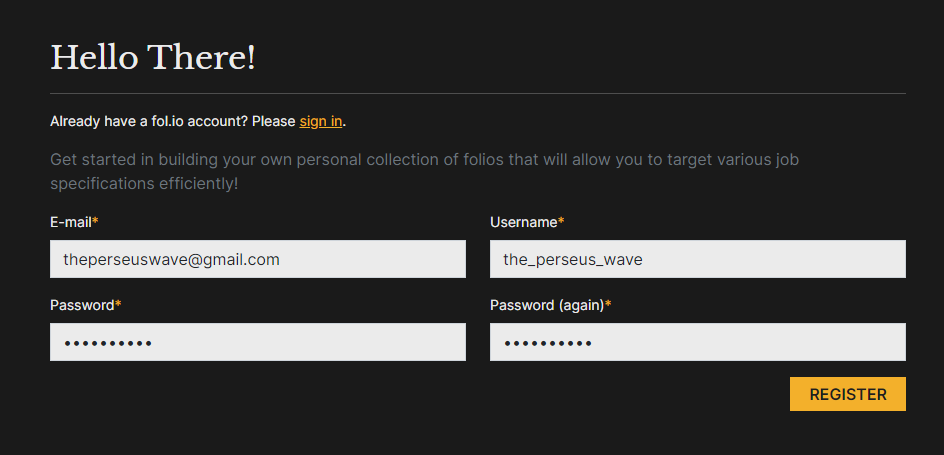 Hello There!
Already have a fol.io account? Please sign in.
Get started in building your own personal collection of folios that will allow you to target various job
specifications efficiently!
E-mail*
Username*
theperseuswave@gmail.com
the_perseus_wave
Password*
Password (again)*
••••••••••
••••••••••
REGISTER